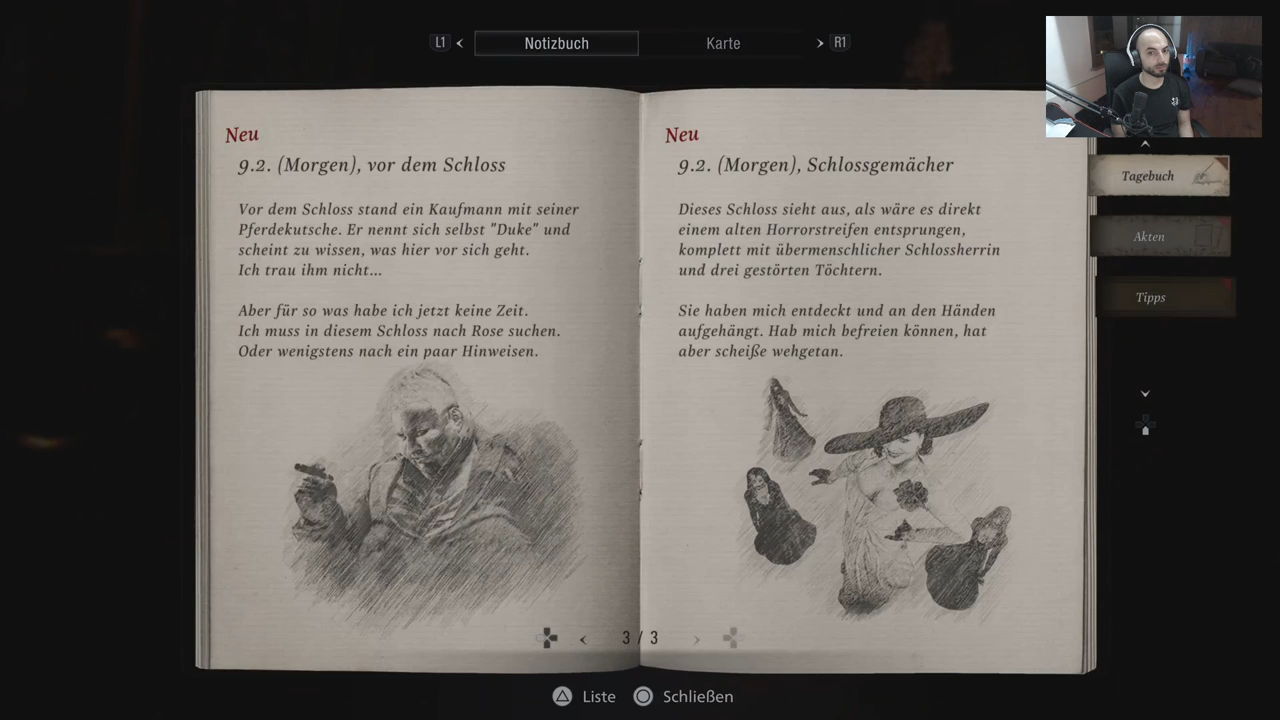 L1 Notizbuch Karte R1
Neu
9.2. (Morgen), vor dem Schloss
Vor dem Schloss stand ein Kaufmann mit seiner
Pferdekutsche. Er nennt sich selbst "Duke" und
scheint zu wissen, was hier vor sich geht.
Ich trau ihm nicht...
Aber für so was habe ich jetzt keine Zeit.
Ich muss in diesem Schloss nach Rose suchen.
Oder wenigstens nach ein paar Hinweisen.
Neu
9.2. (Morgen), Schlossgemächer
Dieses Schloss sieht aus, als wäre es direkt
einem alten Horrorstreifen entsprungen,
komplett mit übermenschlicher Schlossherrin
und drei gestörten Töchtern.
Sie haben mich entdeckt und an den Händen
aufgehängt. Hab mich befreien können, hat
aber scheiße wehgetan.
Tagebuch
Akten
Tipps
3 / 3
Liste Schließen